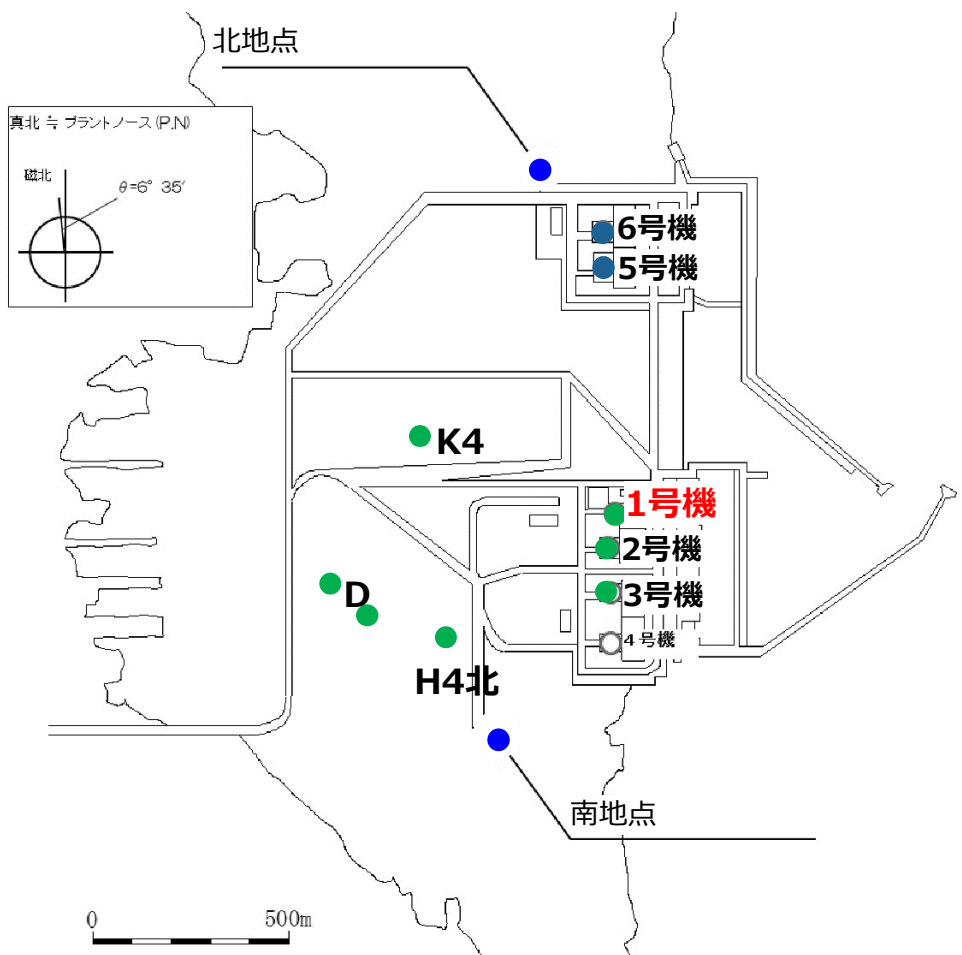 北地点
真北 ≒ プラントノース(P.N)
磁北
θ=6° 35′
6号機
5号機
K4
1号機
2号機
D
3号機
4号機
H4北
南地点
0 500m